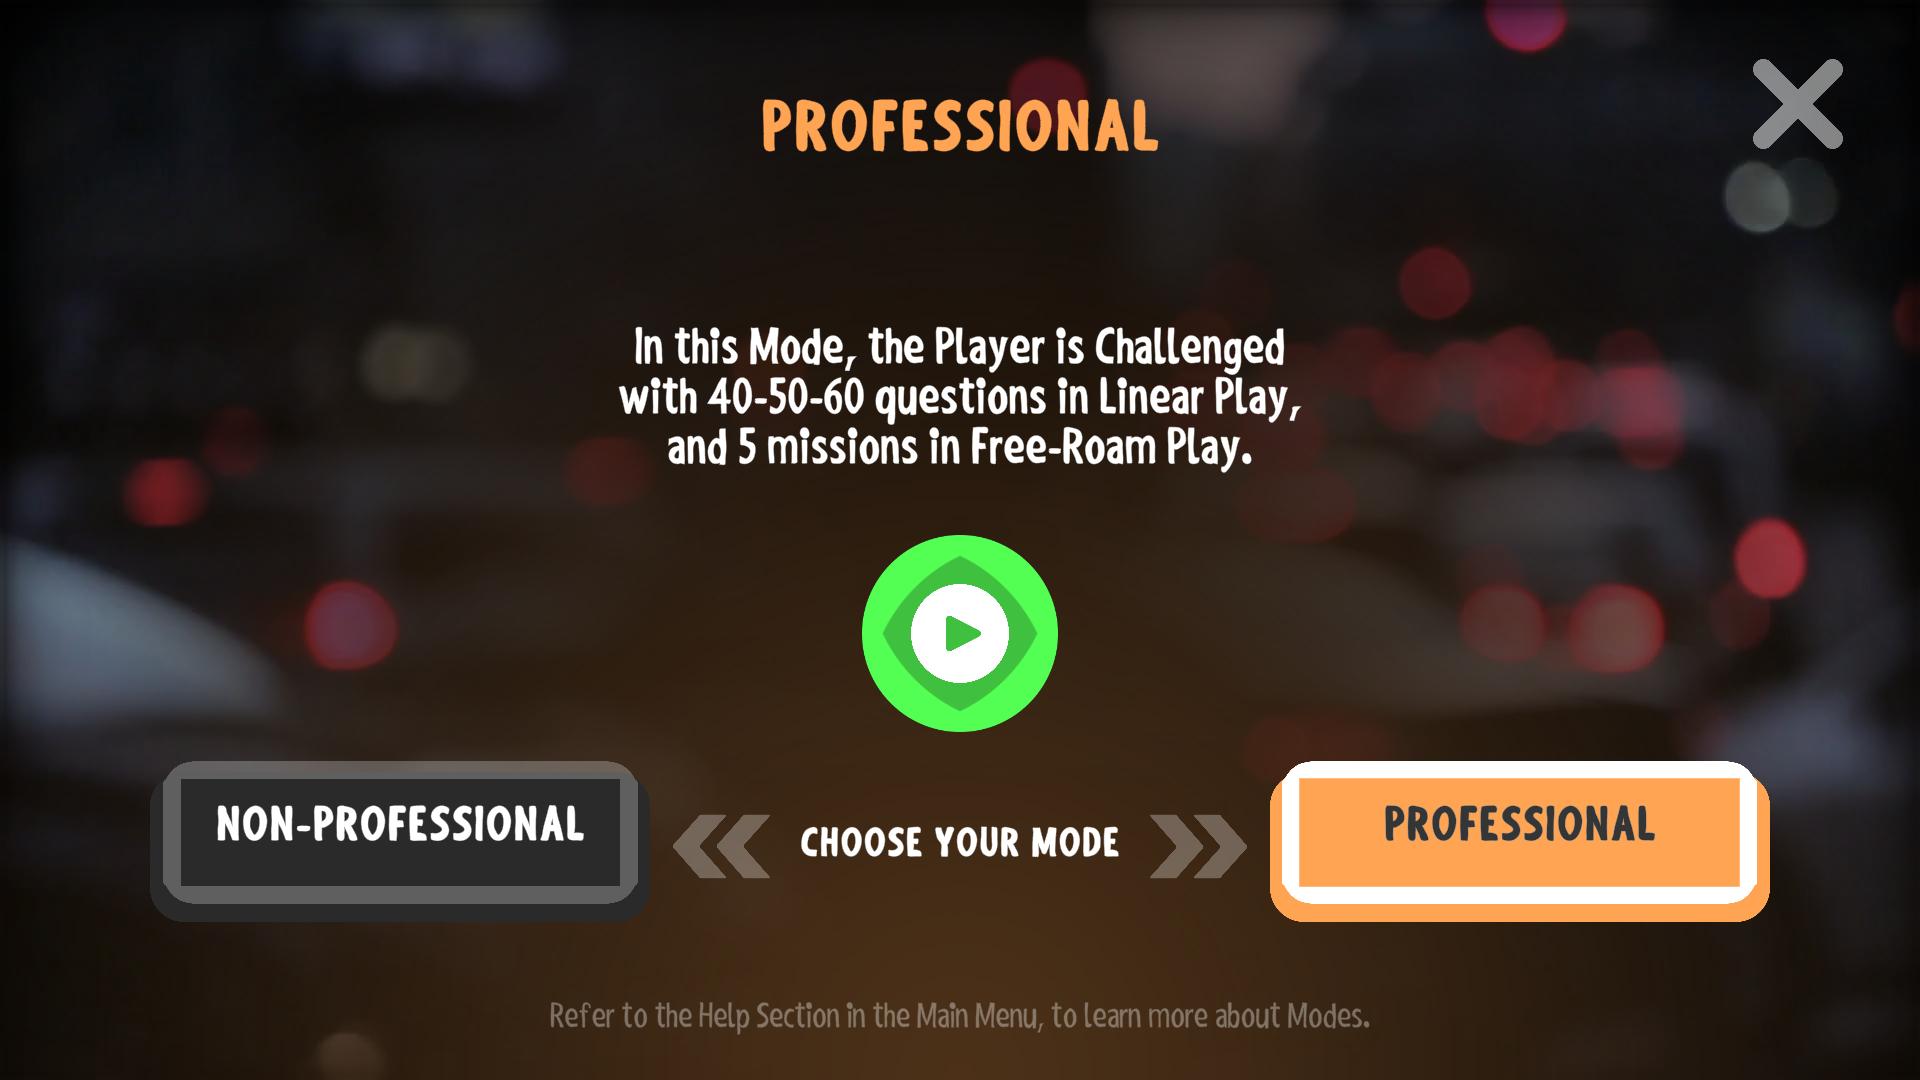 PROFESSIONAL
In this Mode, the Player is Challenged
with 40-50-60 questions in Linear Play,
and 5 missions in Free-Roam Play.
NON-PROFESSIONAL
CHOOSE YOUR MODE
PROFESSIONAL
Refer to the Help Section in the Main Menu, to learn more about Modes.